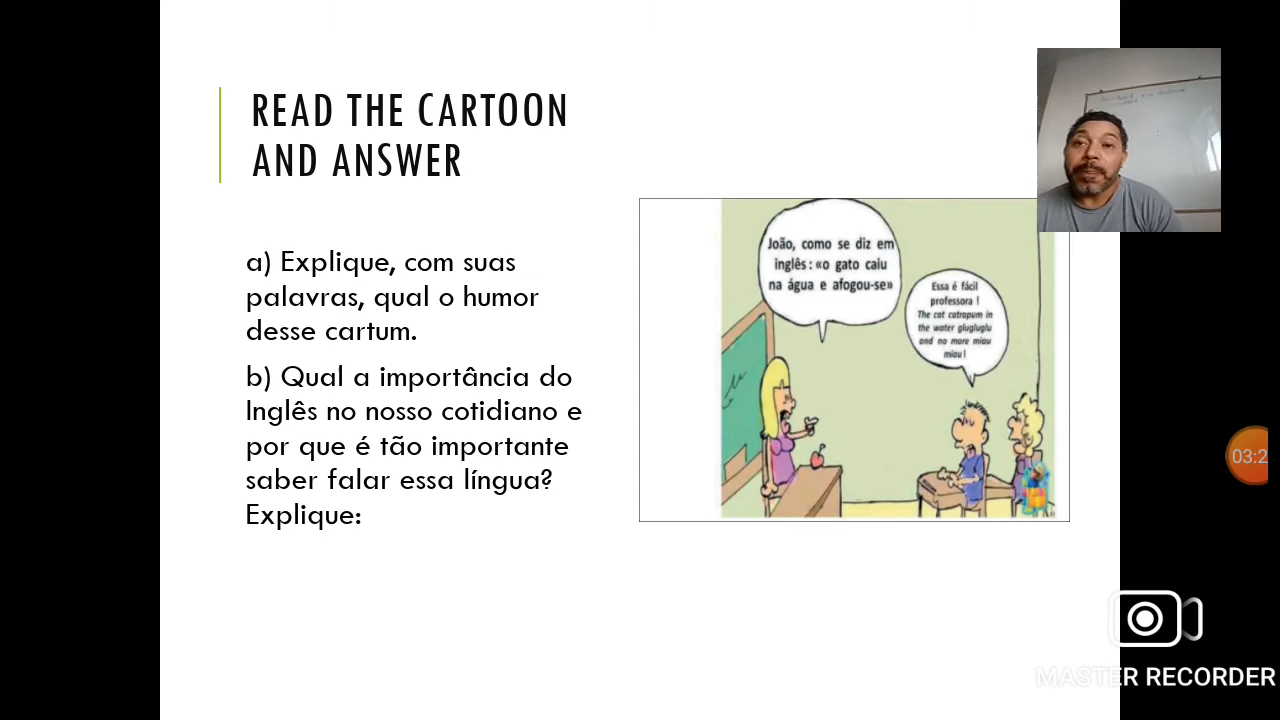 READ THE CARTOON
AND ANSWER
a) Explique, com suas
palavras, qual o humor
desse cartum.
b) Qual a importância do
Inglês no nosso cotidiano e
por que é tão importante
saber falar essa língua?
Explique:
João, como se diz em
inglês: «o gato caiu
na água e afogou-se»
Essa é fácil
professora !
The cat catrapum in
the water glugluglu
and no more miau
miau!
03:2
MASTER RECORDER